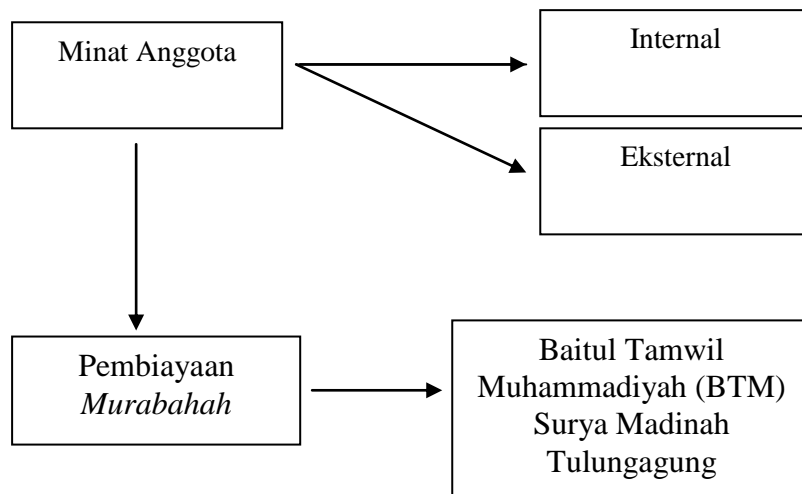 Minat Anggota
Internal
Eksternal
Pembiayaan
Murabahah
Baitul Tamwil
Muhammadiyah (BTM)
Surya Madinah
Tulungagung